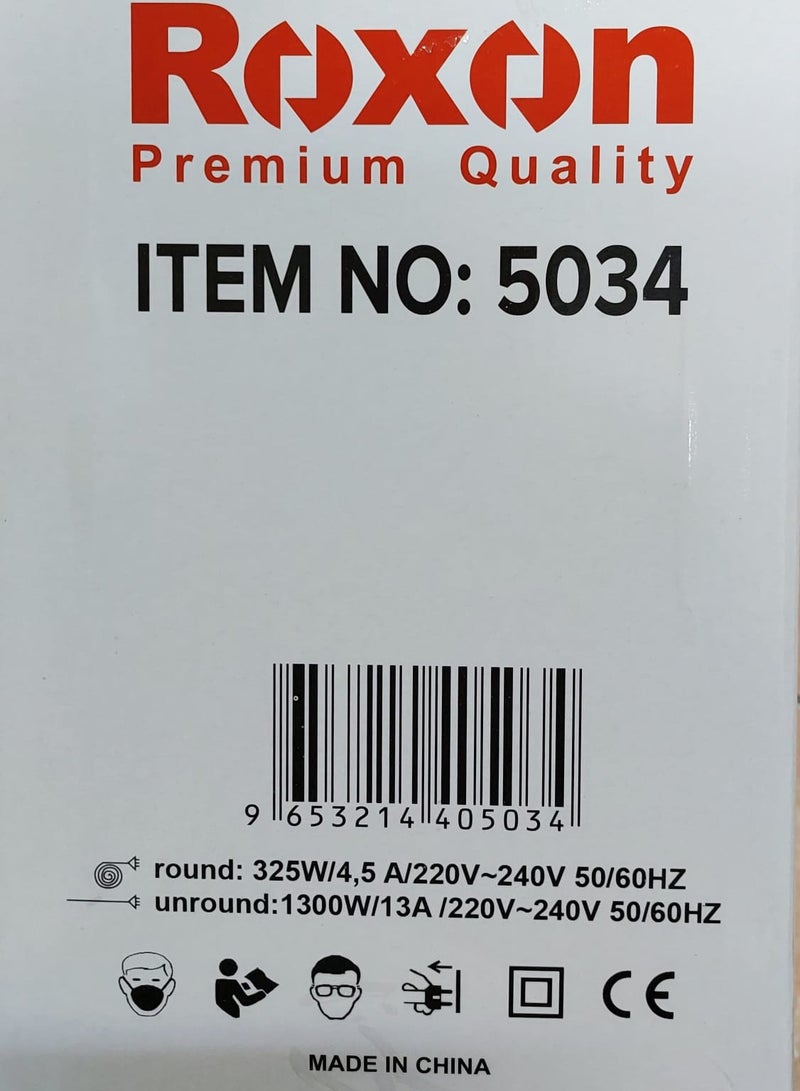 Roxon
Premium Quality
ITEM NO: 5034
9 653214 405034
round: 325W/4,5 A/220V~240V 50/60HZ
unround:1300W/13A /220V~240V 50/60HZ
CE
MADE IN CHINA